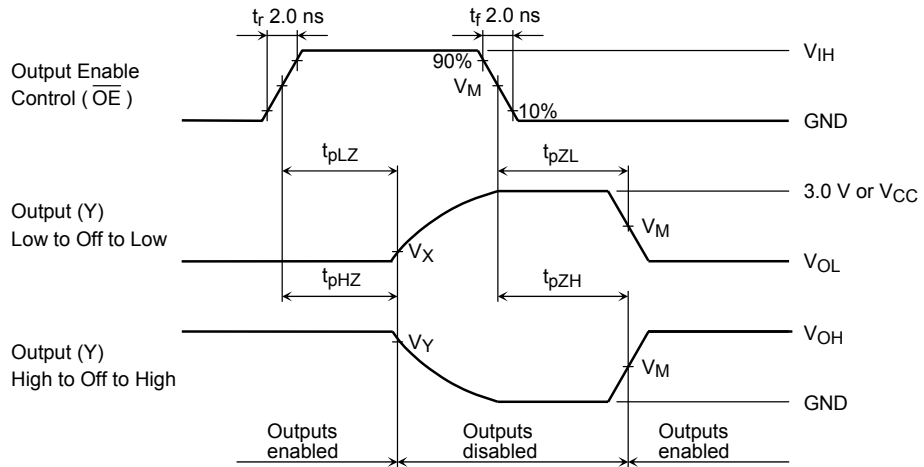 tr 2.0 ns
tf 2.0 ns
Output Enable
Control ( OE )
90%
VM
10%
VIH
GND
tpLZ
tpZL
3.0 V or VCC
Output (Y)
Low to Off to Low
VX
VM
VOL
tpHZ
tpZH
VOH
Output (Y)
High to Off to High
VY
VM
GND
Outputs
enabled
Outputs
disabled
Outputs
enabled